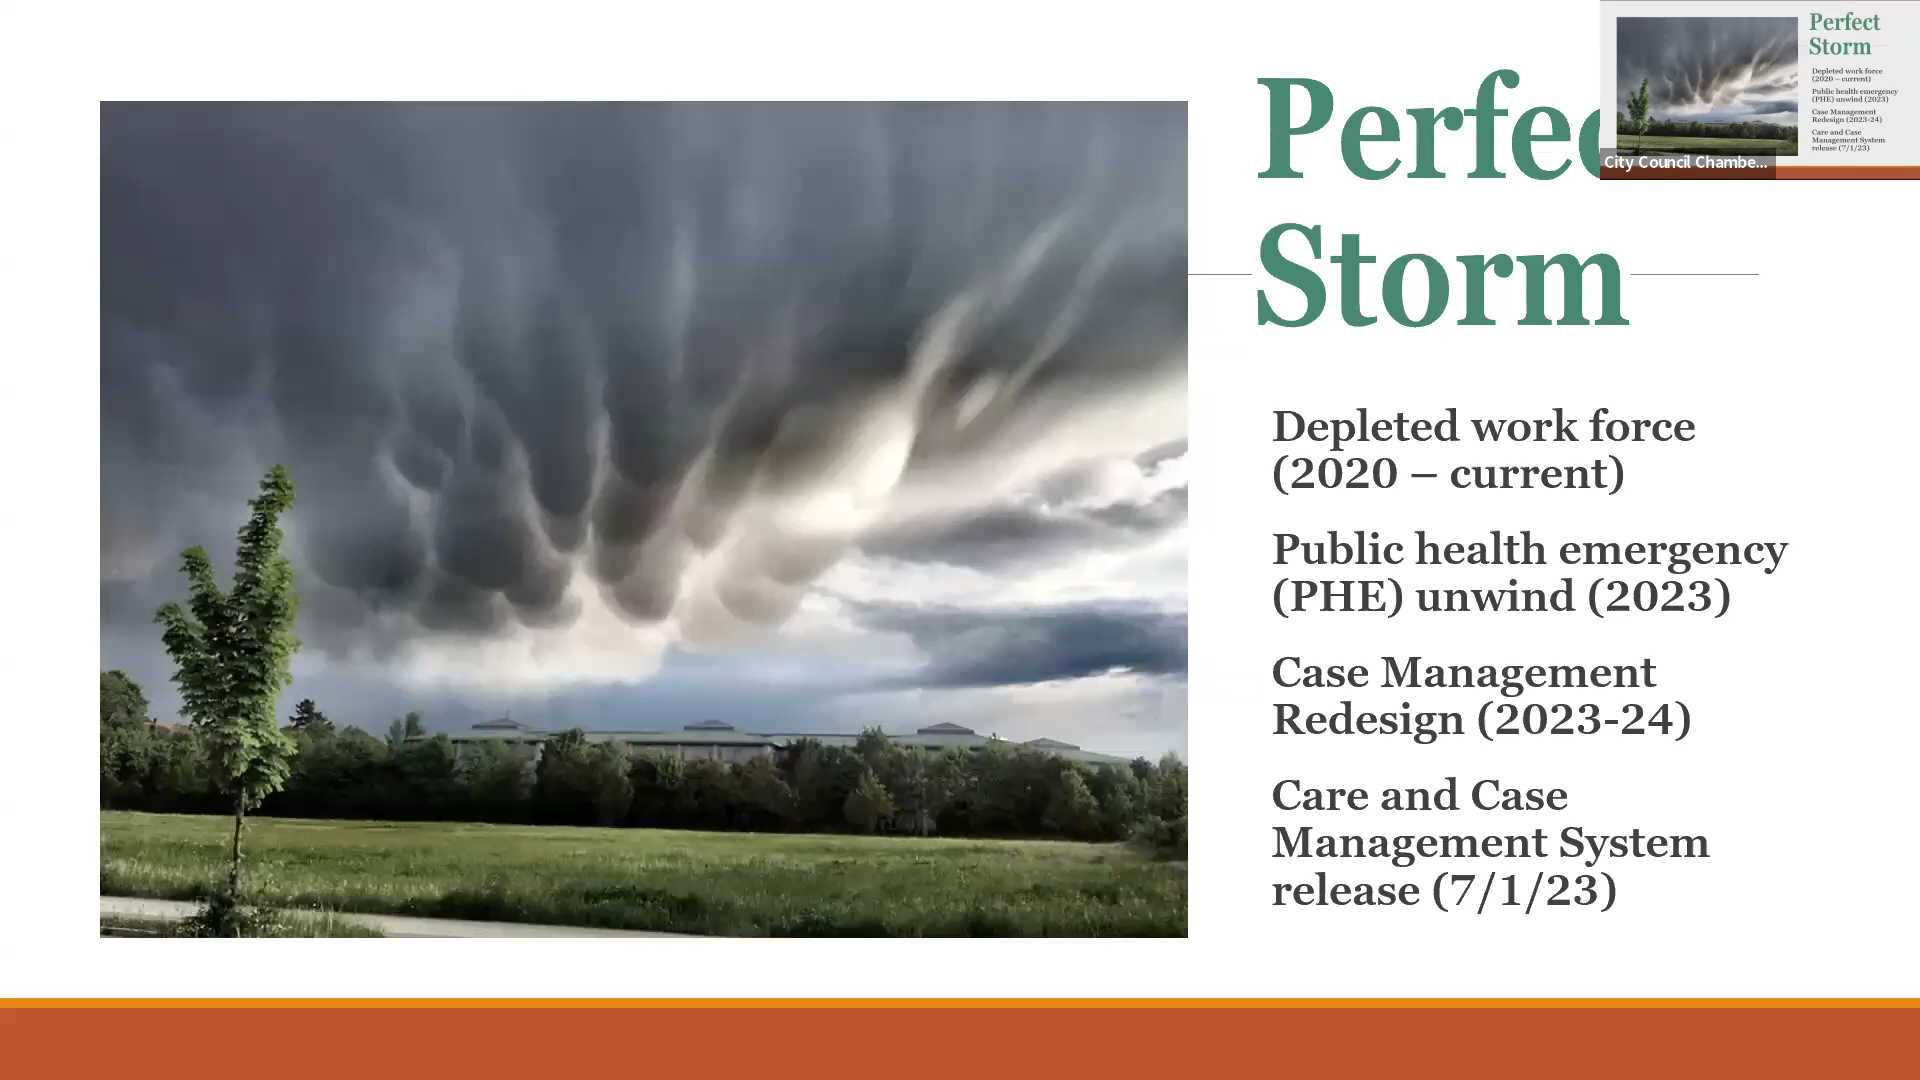 Perfect
Storm
Depleted work force
(2020 – current)
Public health emergency
(PHE) unwind (2023)
Case Management
Redesign (2023-24)
Care and Case
Management System
release (7/1/23)
Perfect
Storm
Depleted work force
(2020 – current)
Public health emergency
(PHE) unwind (2023)
Case Management
Redesign (2023-24)
Care and Case
Management System
release (7/1/23)
City Council Chambe...